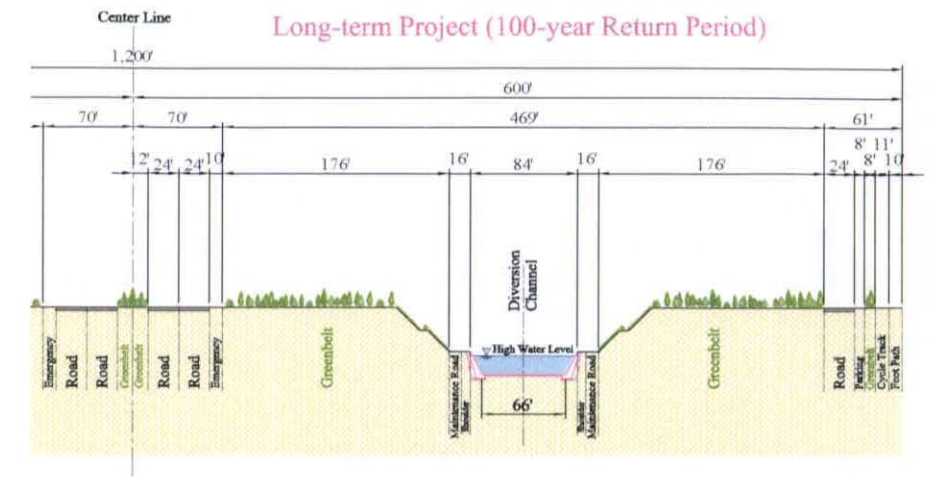 Center Line
Long-term Project (100-year Return Period)
1,200'
600'
70' 70' 469' 61'
8' 11'
12' 24' 24' 10' 176' 16' 84' 16' 176' 24' 8' 10'
Diversion
Channel
High Water Level
Emergency
Road
Road
Greenbelt
Greenbelt
Road
Road
Emergency
Greenbelt
Maintenance Road
66'
Maintenance Road
Greenbelt
Road
Parking
Greenbelt
Cycle Track
Foot Path